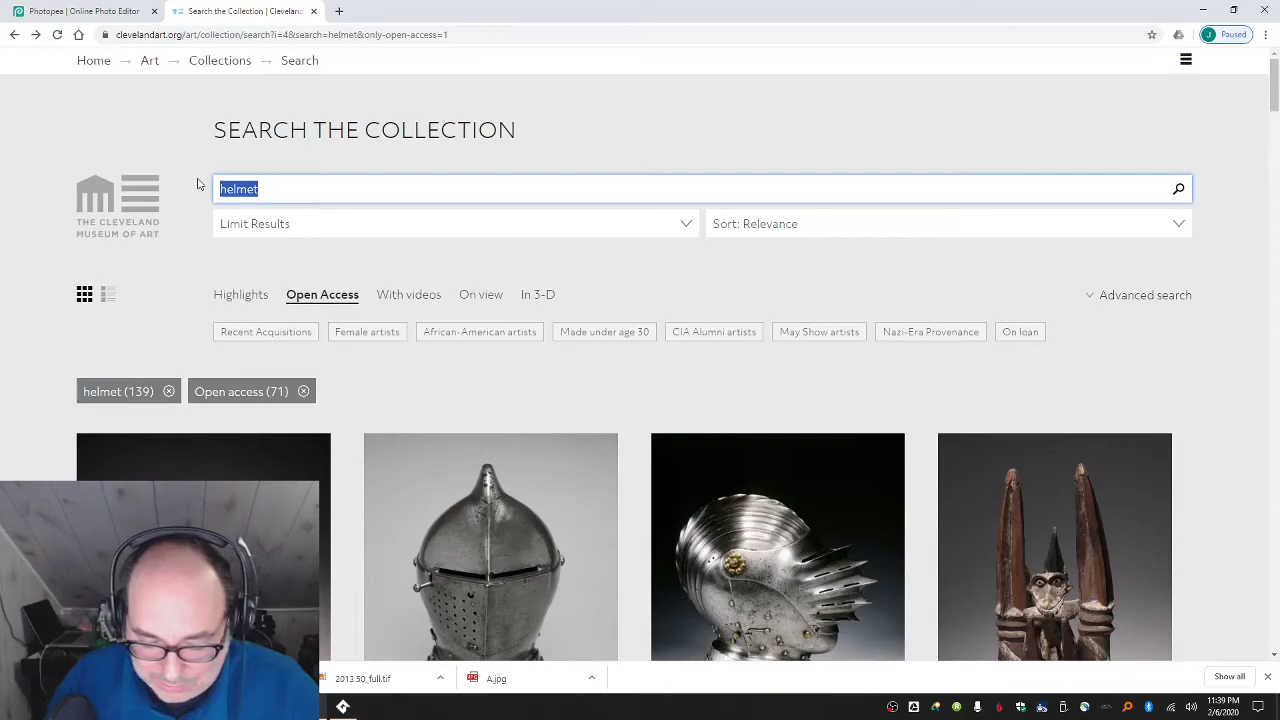 Photopea | Online Photo Editor
Search the Collection | Cleveland
clevelandart.org/art/collection/search?i=4&search=helmet&only-open-access=1
J Paused
Home → Art → Collections → Search
SEARCH THE COLLECTION
helmet
THE CLEVELAND
MUSEUM OF ART
Limit Results
Sort: Relevance
Highlights Open Access With videos On view In 3-D
Advanced search
Recent Acquisitions Female artists African-American artists Made under age 30 CIA Alumni artists May Show artists Nazi-Era Provenance On loan
helmet (139) Open access (71)
2013.50_full.tif
A.jpg
Show all
11:39 PM
2/6/2020